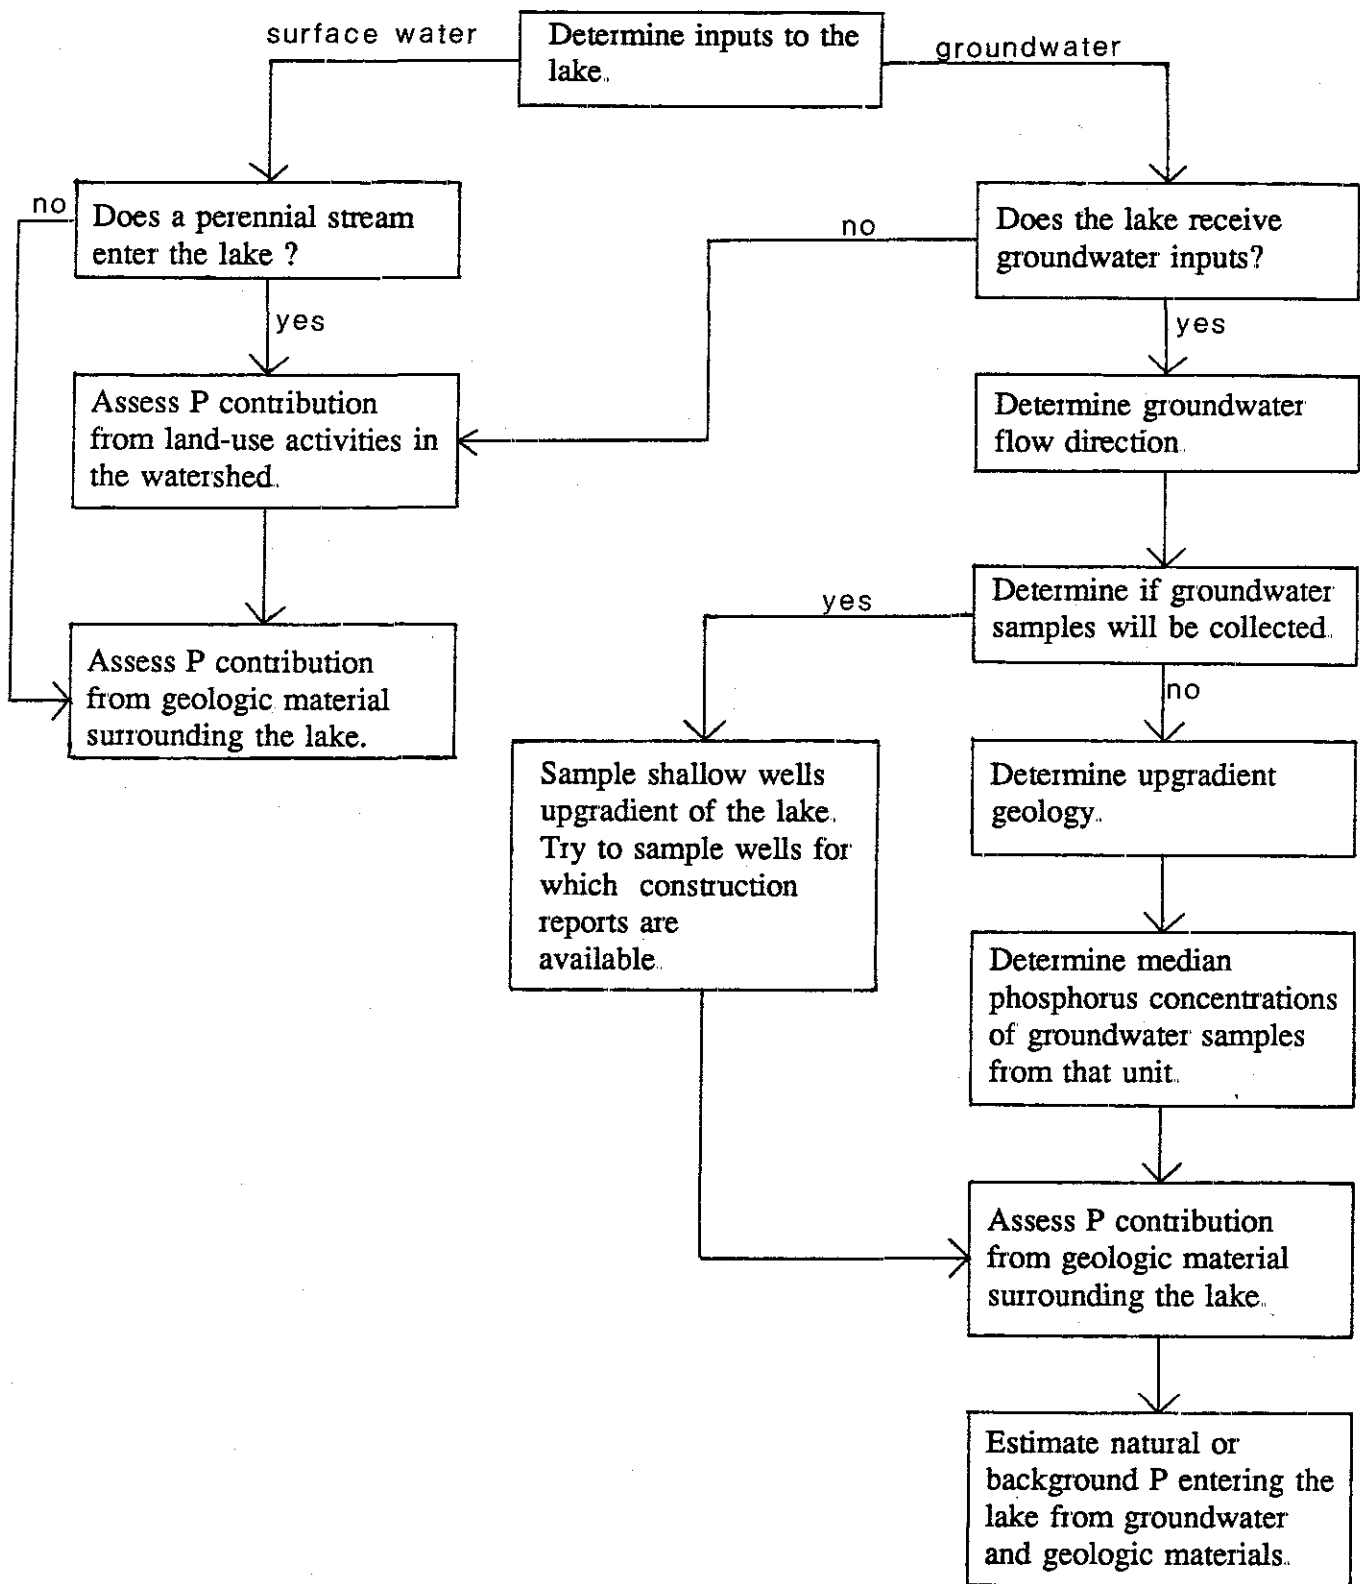 surface water
Determine inputs to the
lake.
groundwater
no
Does a perennial stream
enter the lake ?
yes
Assess P contribution
from land-use activities in
the watershed.
Assess P contribution
from geologic material
surrounding the lake.
no
Does the lake receive
groundwater inputs?
yes
Determine groundwater
flow direction.
Determine if groundwater
samples will be collected.
yes
no
Sample shallow wells
upgradient of the lake.
Try to sample wells for
which construction
reports are
available.
Determine upgradient
geology.
Determine median
phosphorus concentrations
of groundwater samples
from that unit.
Assess P contribution
from geologic material
surrounding the lake.
Estimate natural or
background P entering the
lake from groundwater
and geologic materials.